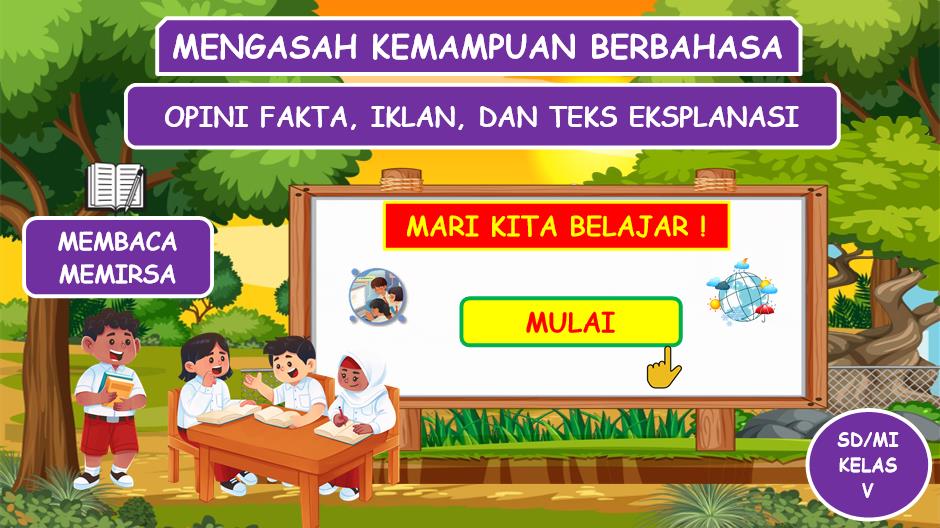 MENGASAH KEMAMPUAN BERBAHASA
OPINI FAKTA, IKLAN, DAN TEKS EKSPLANASI
MEMBACA
MEMIRSA
MARI KITA BELAJAR !
MULAI
SD/MI
KELAS
V